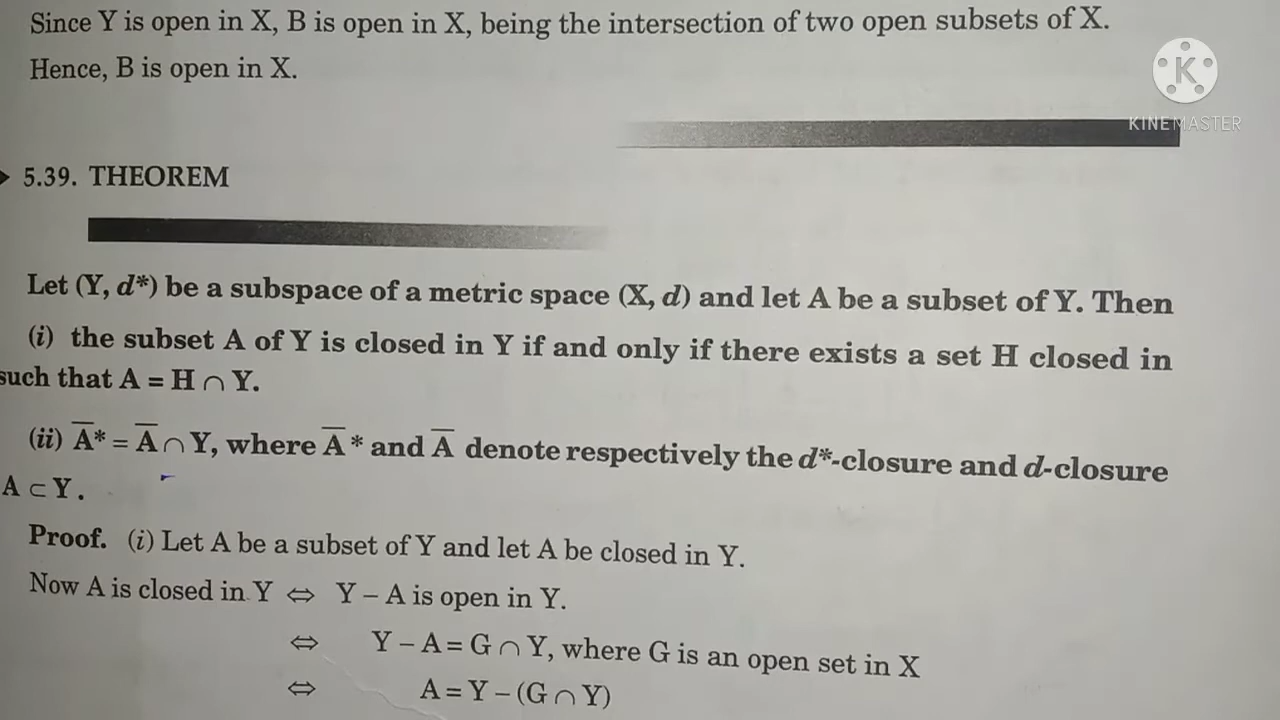 Since Y is open in X, B is open in X, being the intersection of two open subsets of X.
Hence, B is open in X.
K
KINEMASTER
5.39. THEOREM
Let (Y, d*) be a subspace of a metric space (X, d) and let A be a subset of Y. Then
(i) the subset A of Y is closed in Y if and only if there exists a set H closed in
such that A = H ∩ Y.
(ii) A̅* = A̅ ∩ Y, where A̅* and A̅ denote respectively the d*-closure and d-closure
A ⊂ Y.
Proof. (i) Let A be a subset of Y and let A be closed in Y.
Now A is closed in Y ⇔ Y – A is open in Y.
⇔ Y – A = G ∩ Y, where G is an open set in X
⇔ A = Y – (G ∩ Y)